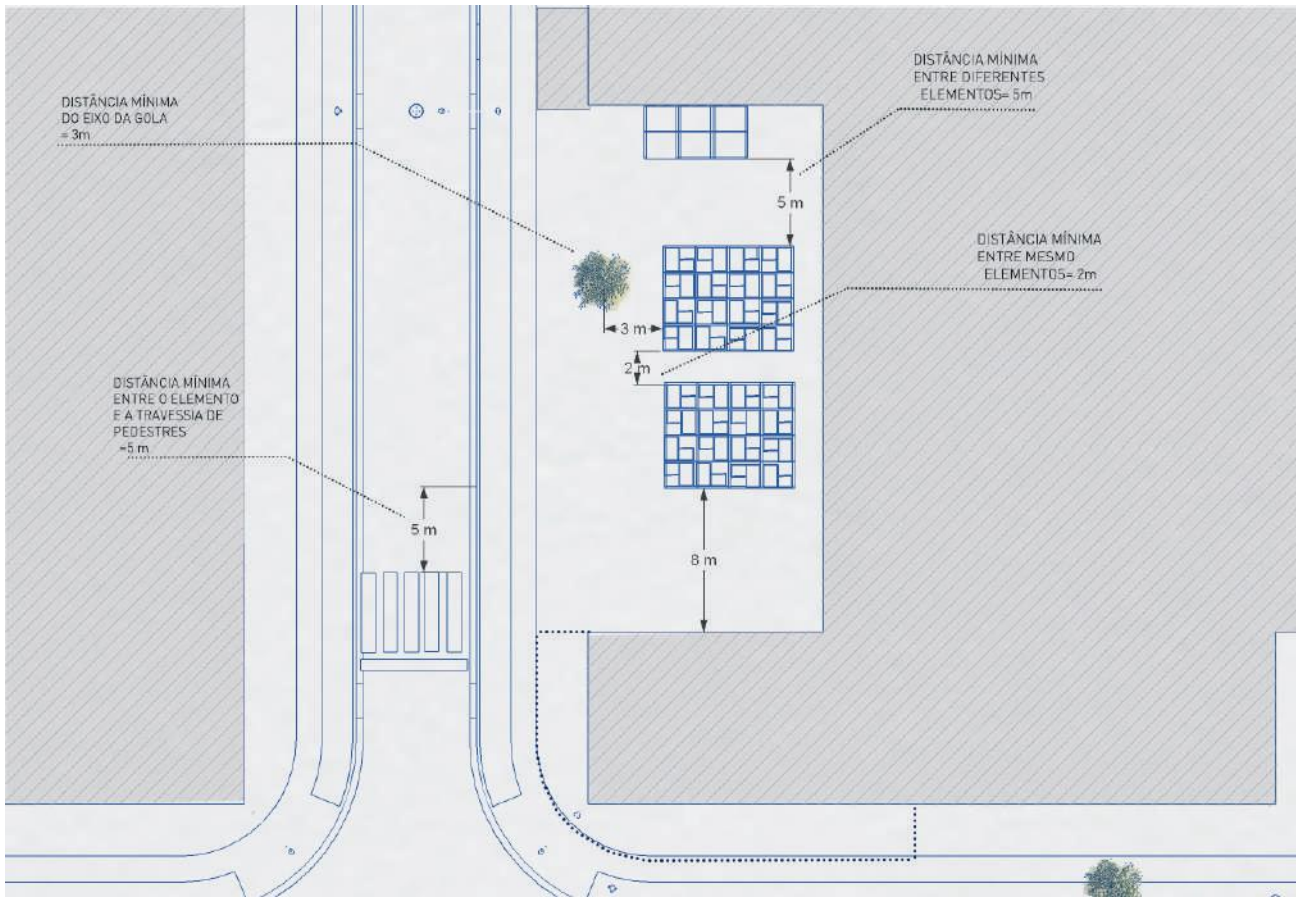 DISTÂNCIA MÍNIMA
DO EIXO DA GOLA
= 3m
DISTÂNCIA MÍNIMA
ENTRE DIFERENTES
ELEMENTOS= 5m
5 m
DISTÂNCIA MÍNIMA
ENTRE MESMO
ELEMENTOS= 2m
3 m
2 m
DISTÂNCIA MÍNIMA
ENTRE O ELEMENTO
E A TRAVESSIA DE
PEDESTRES
=5 m
5 m
8 m